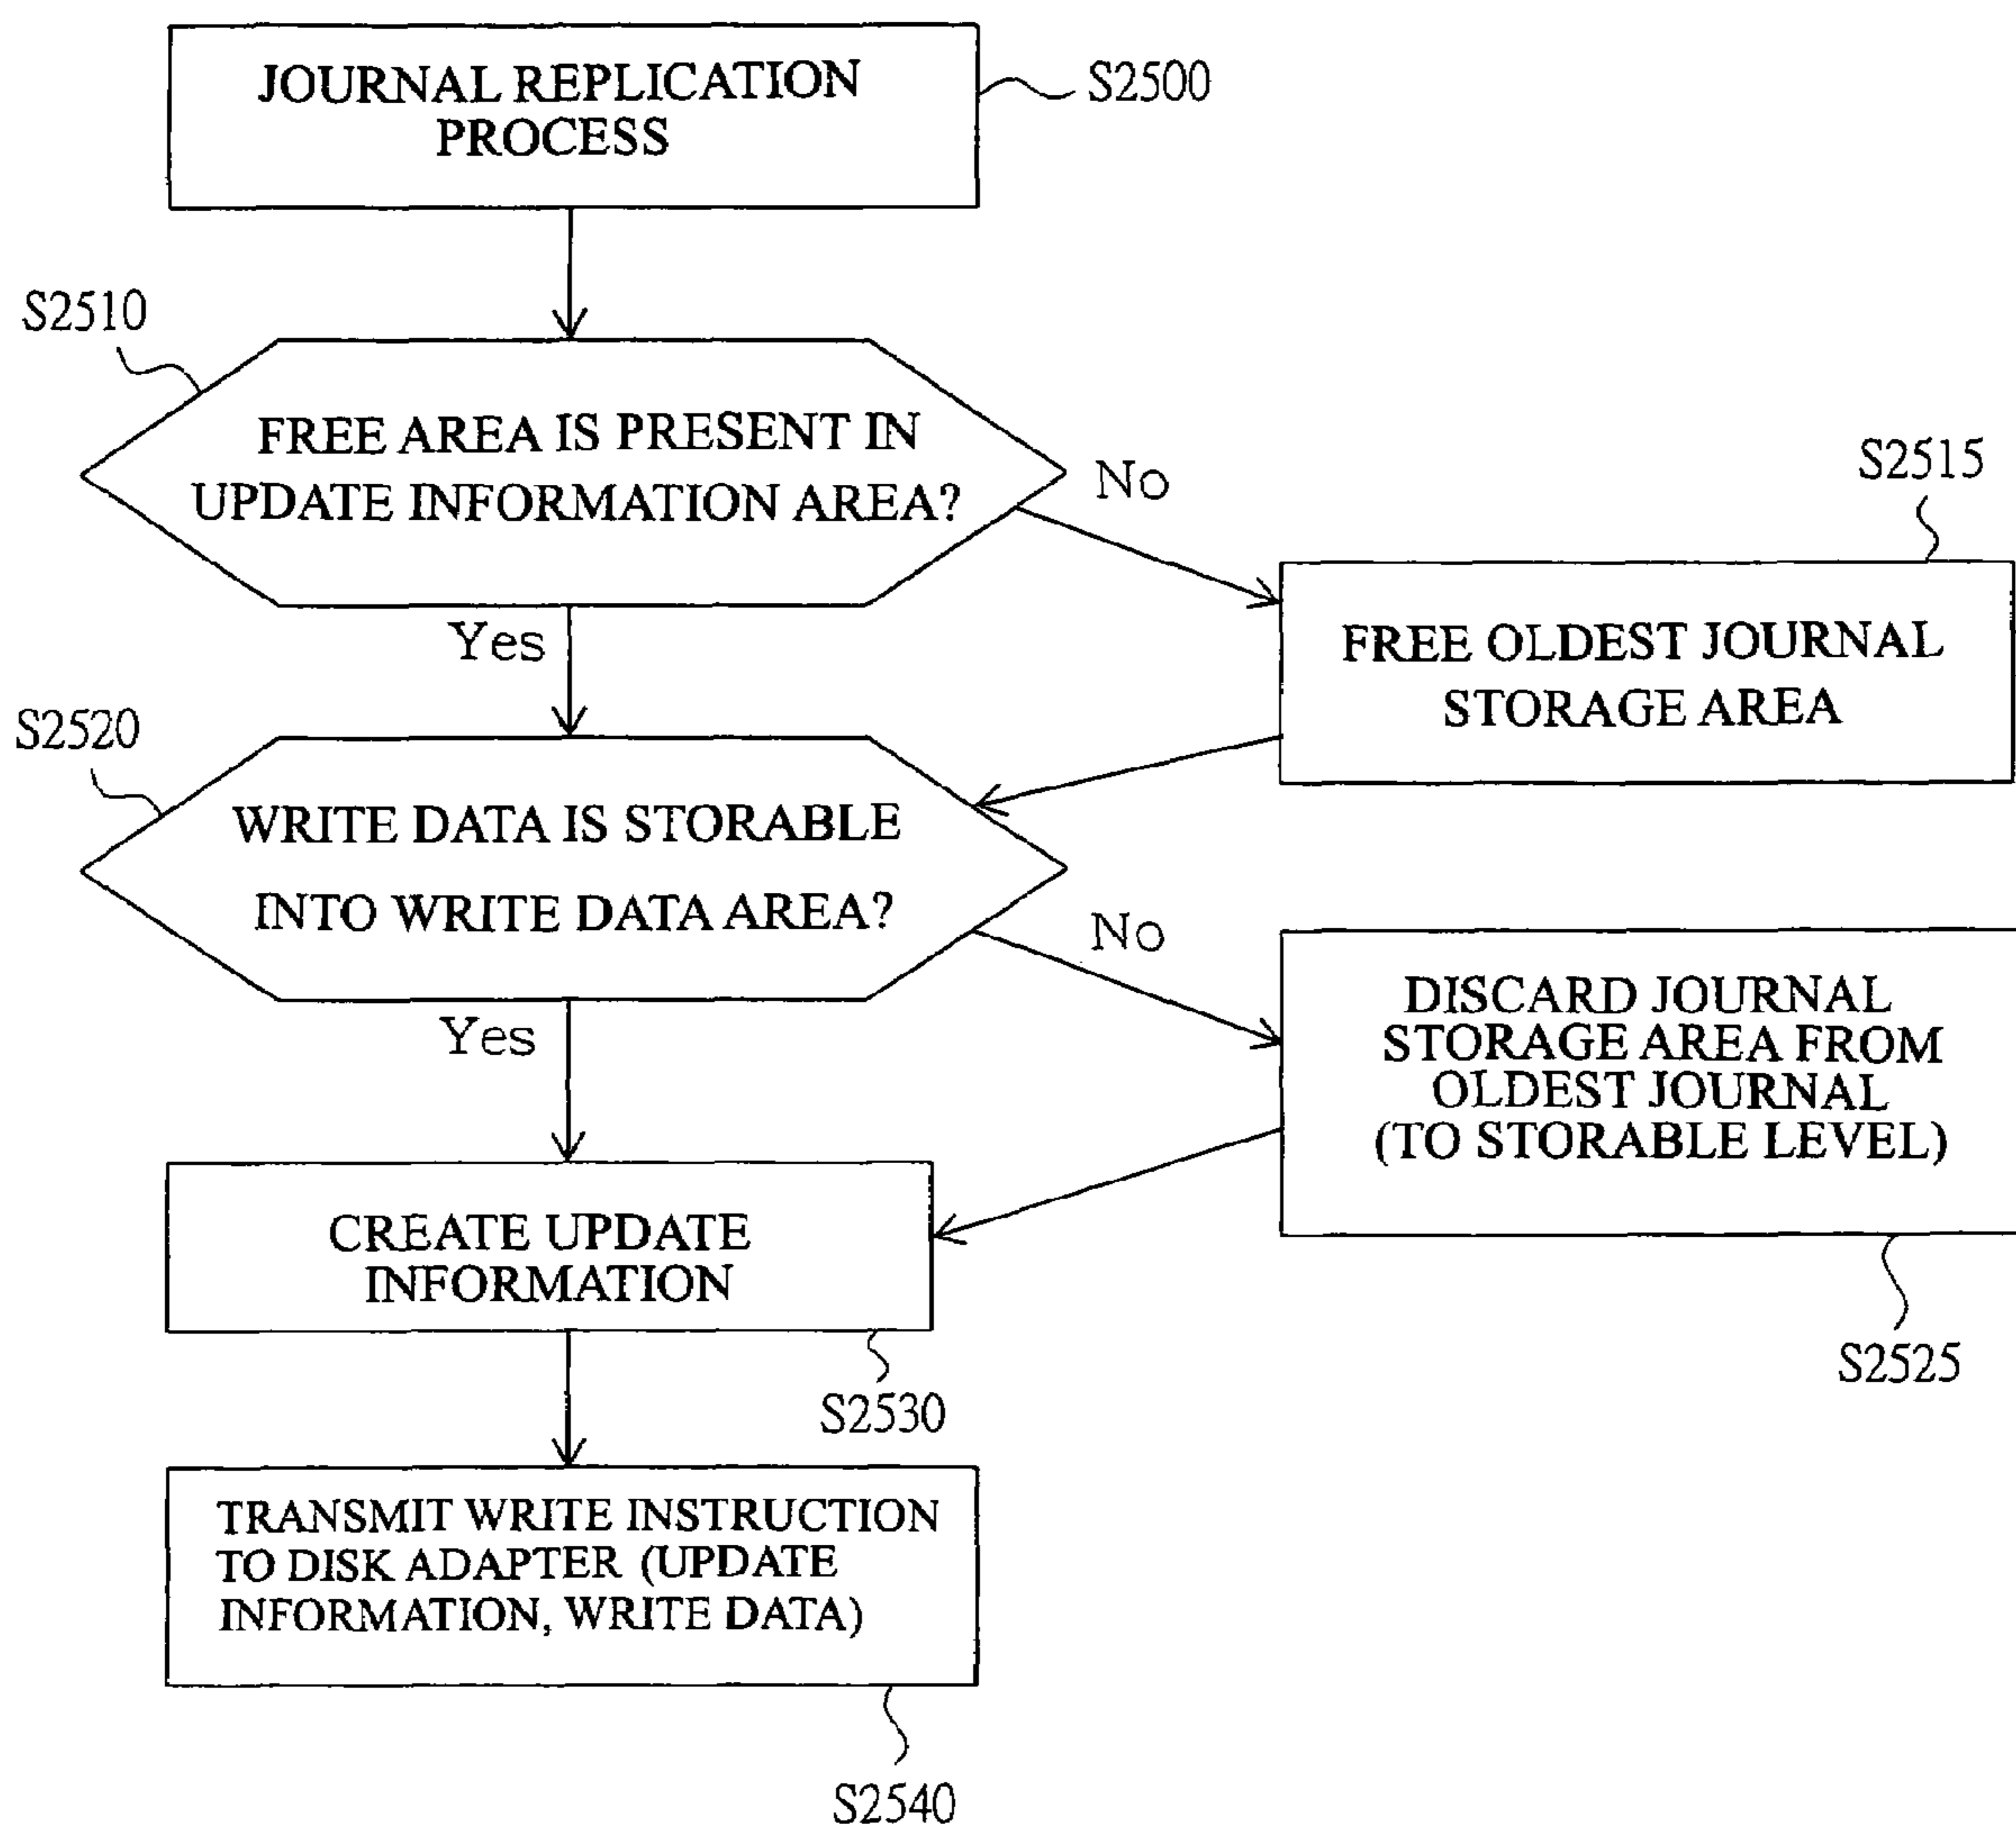 JOURNAL REPLICATION
PROCESS
S2500
S2510
FREE AREA IS PRESENT IN
UPDATE INFORMATION AREA?
No
S2515
Yes
FREE OLDEST JOURNAL
STORAGE AREA
S2520
WRITE DATA IS STORABLE
INTO WRITE DATA AREA?
No
Yes
DISCARD JOURNAL
STORAGE AREA FROM
OLDEST JOURNAL
(TO STORABLE LEVEL)
CREATE UPDATE
INFORMATION
S2525
S2530
TRANSMIT WRITE INSTRUCTION
TO DISK ADAPTER (UPDATE
INFORMATION, WRITE DATA)
S2540